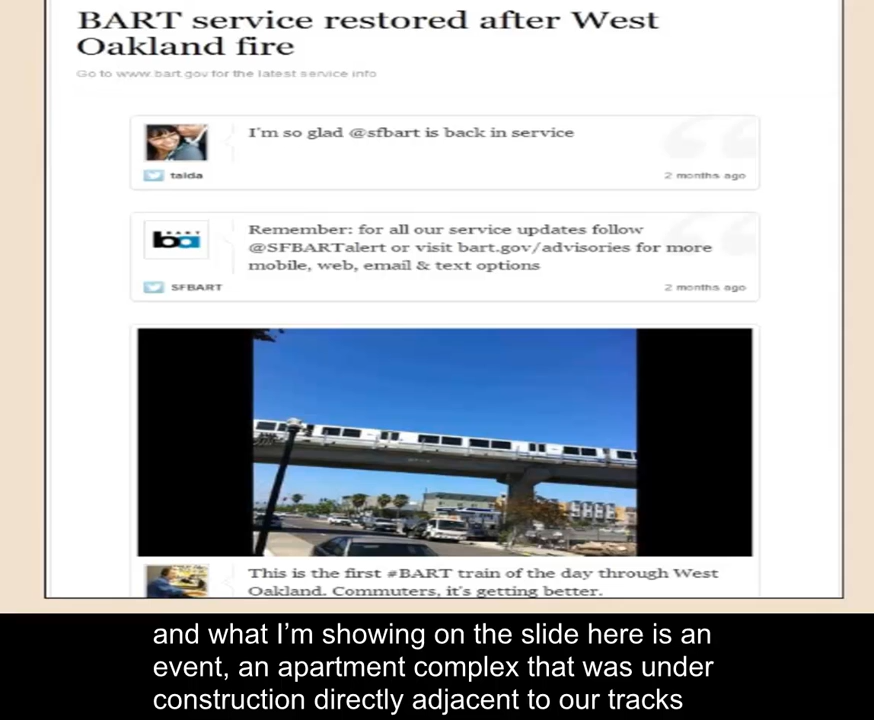 BART service restored after West
Oakland fire
Go to www.bart.gov for the latest service info
I'm so glad @sfbart is back in service
taida
2 months ago
BART
ba
Remember: for all our service updates follow
@SFBARTalert or visit bart.gov/advisories for more
mobile, web, email & text options
SFBART
2 months ago
This is the first #BART train of the day through West
Oakland. Commuters, it's getting better.
and what I’m showing on the slide here is an
event, an apartment complex that was under
construction directly adjacent to our tracks